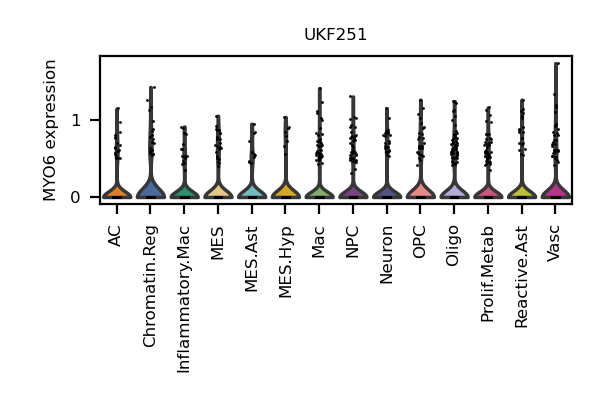 UKF251
MYO6 expression
1
0
AC
Chromatin.Reg
Inflammatory.Mac
MES
MES.Ast
MES.Hyp
Mac
NPC
Neuron
OPC
Oligo
Prolif.Metab
Reactive.Ast
Vasc